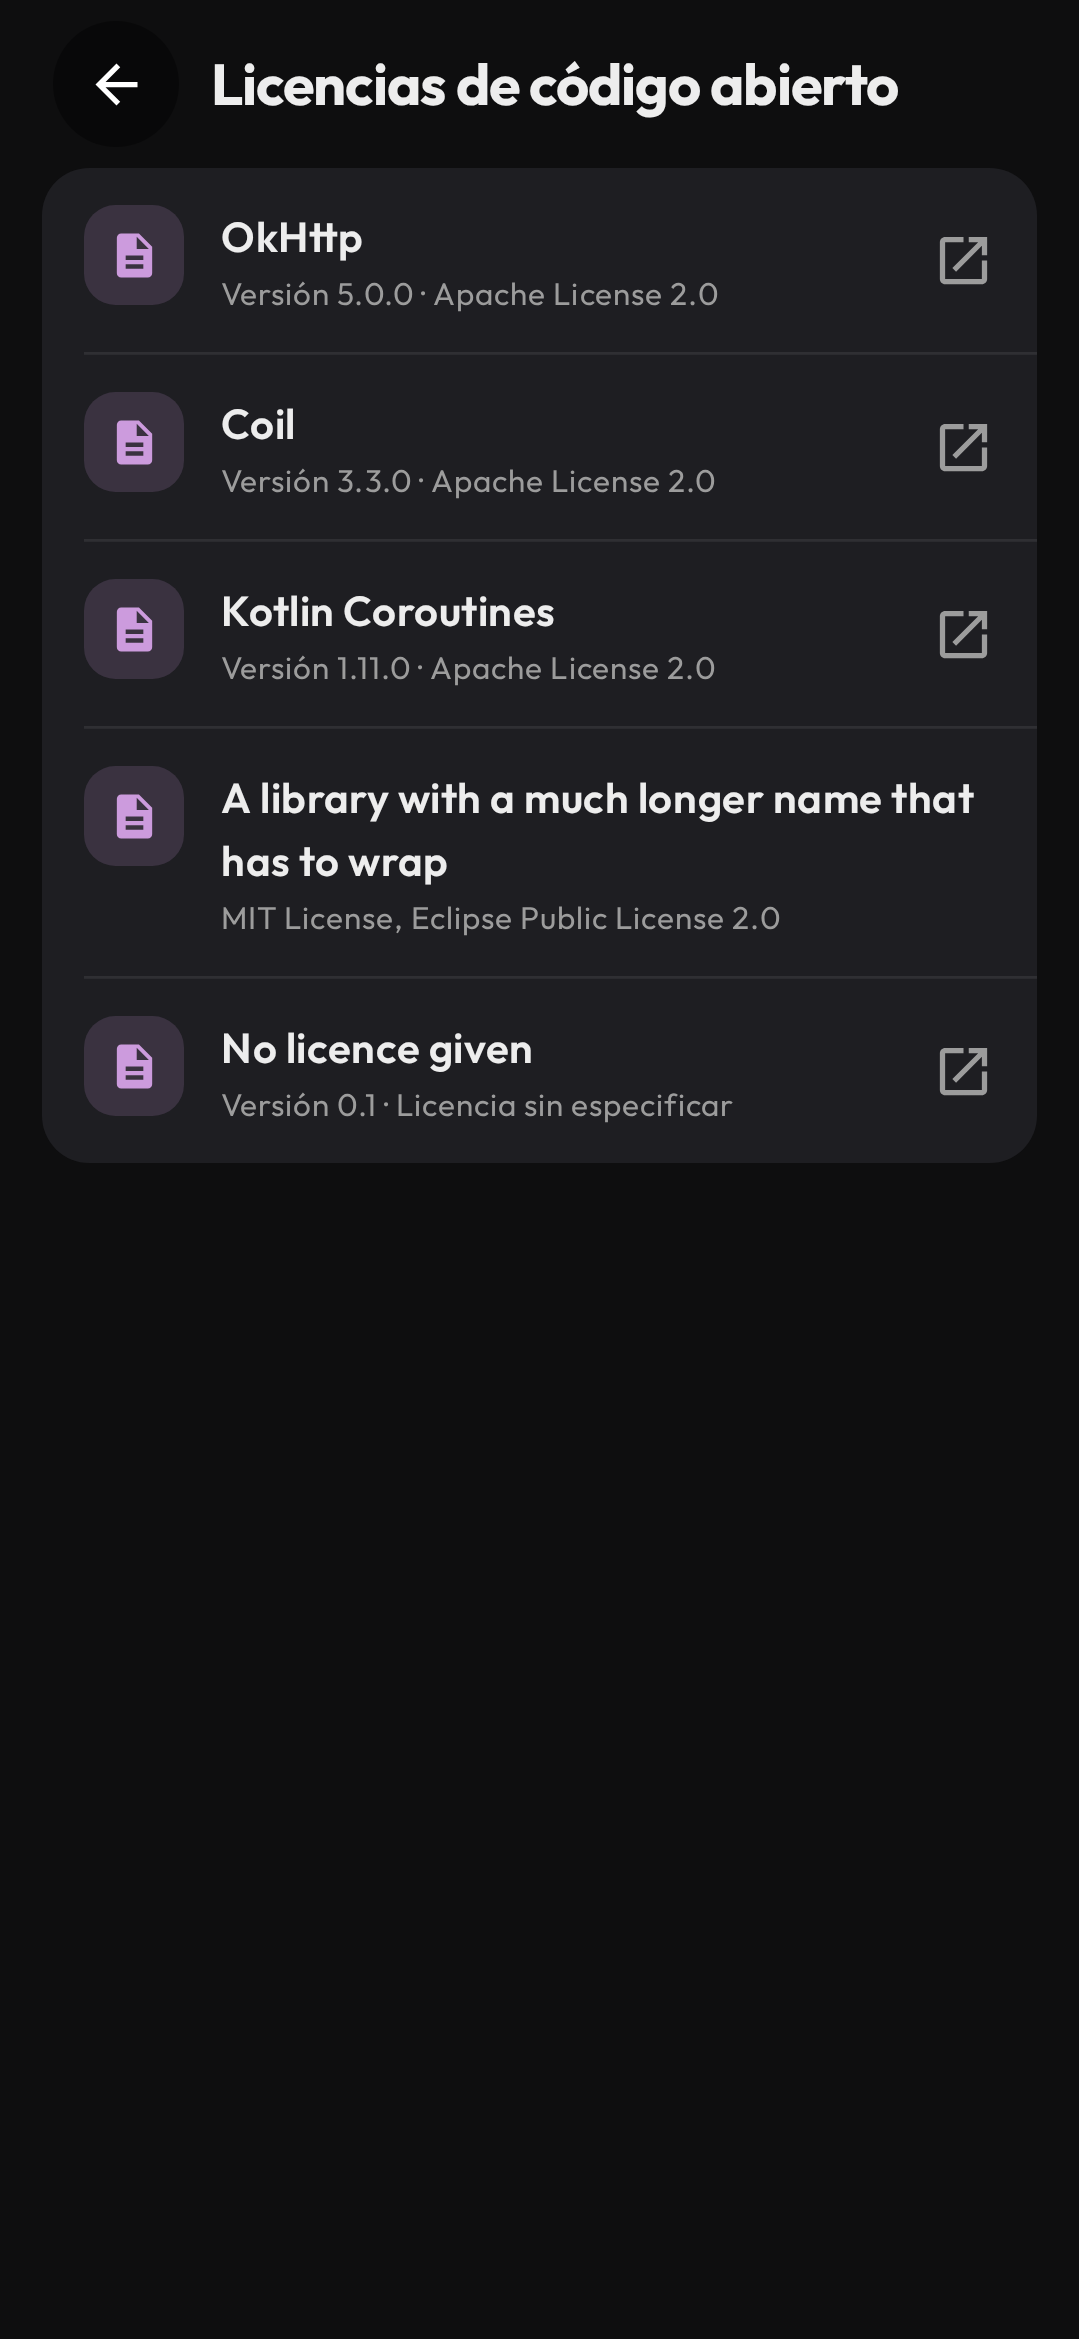 Licencias de código abierto
OkHttp
Versión 5.0.0 · Apache License 2.0
Coil
Versión 3.3.0 · Apache License 2.0
Kotlin Coroutines
Versión 1.11.0 · Apache License 2.0
A library with a much longer name that
has to wrap
MIT License, Eclipse Public License 2.0
No licence given
Versión 0.1 · Licencia sin especificar